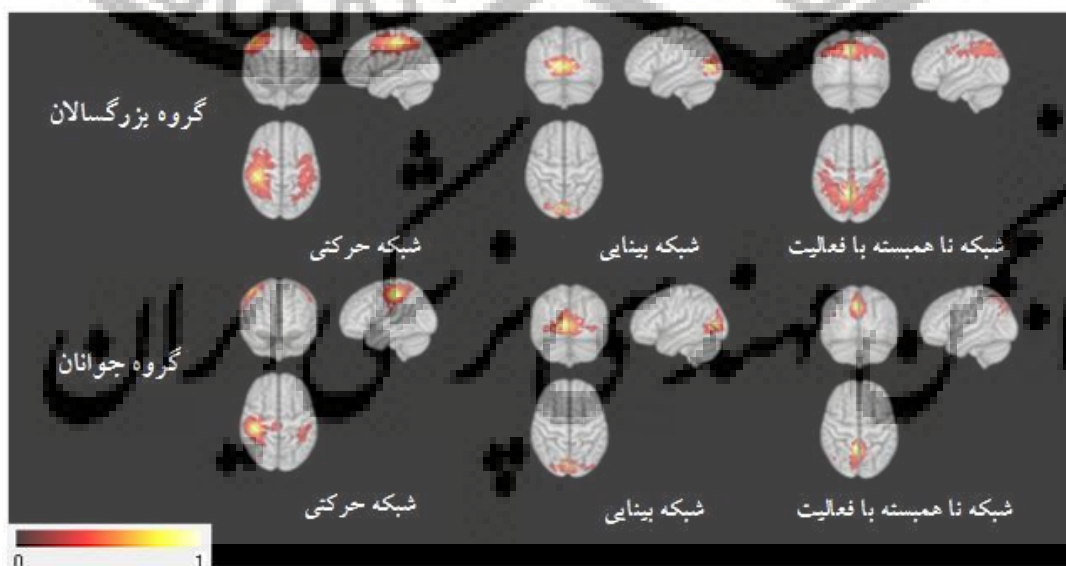 گروه بزرگسالان
شبکه حرکتی
شبکه بینایی
شبکه نا همبسته با فعالیت
گروه جوانان
شبکه حرکتی
شبکه بینایی
شبکه نا همبسته با فعالیت
0 1